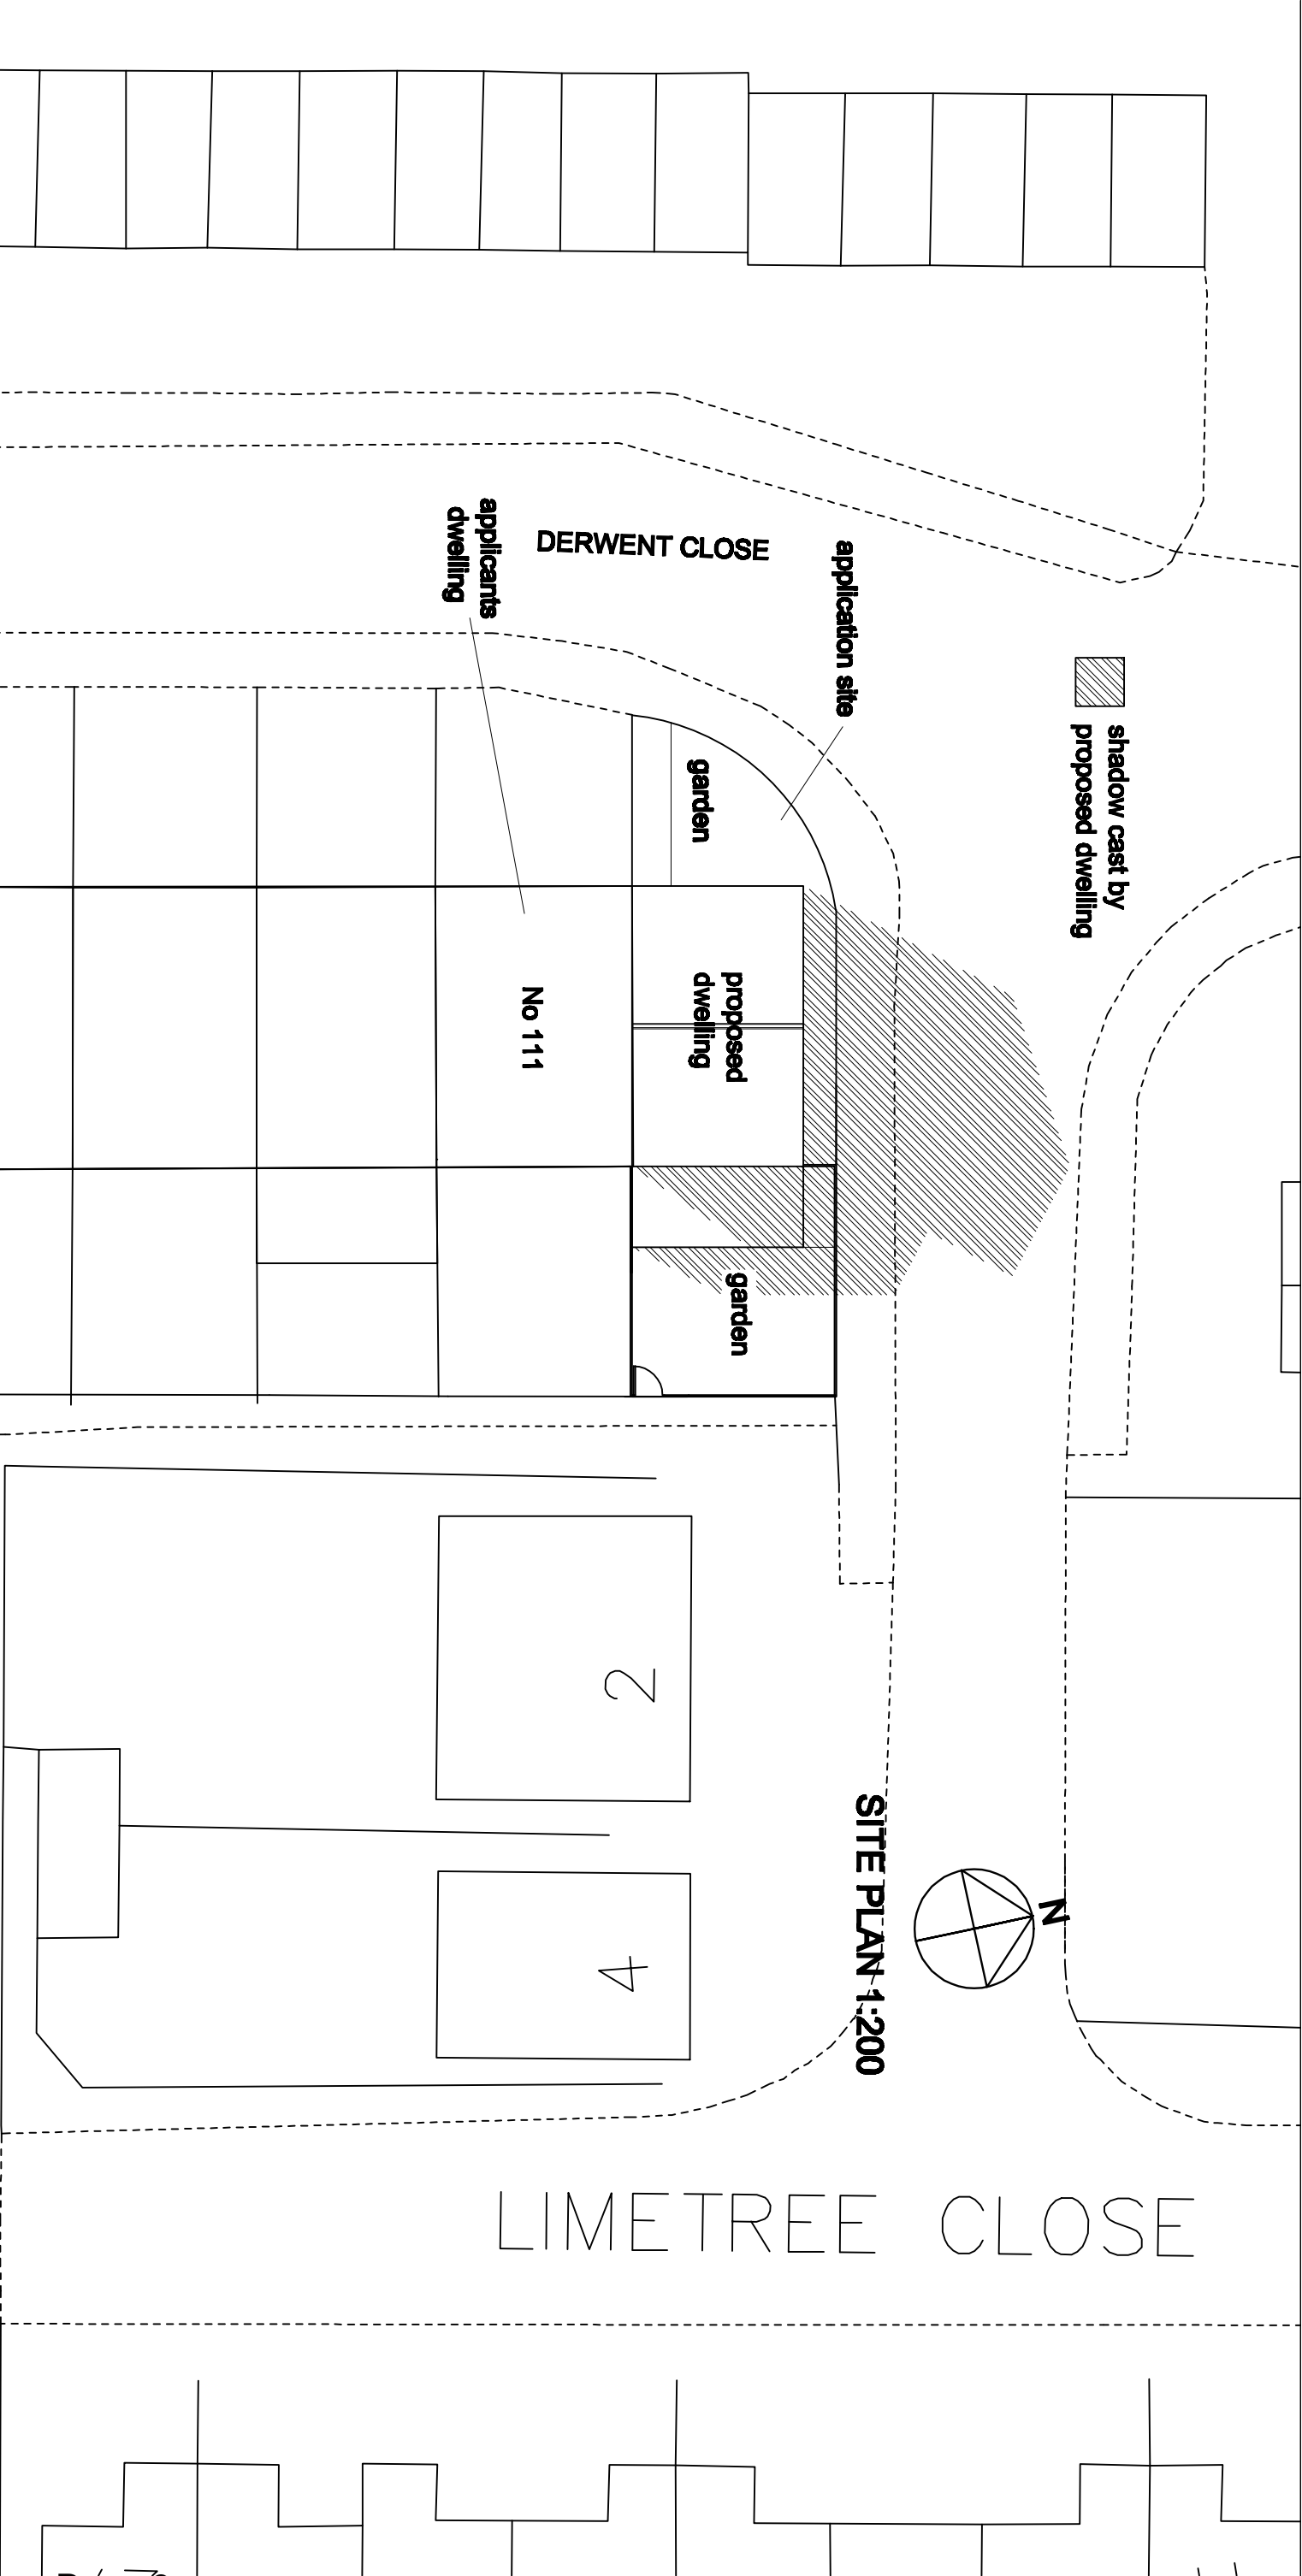 DERWENT CLOSE
applicants
dwelling
application site
shadow cast by
proposed dwelling
garden
No 111
proposed
dwelling
garden
2
4
SITE PLAN 1:200
N
LIMETREE CLOSE